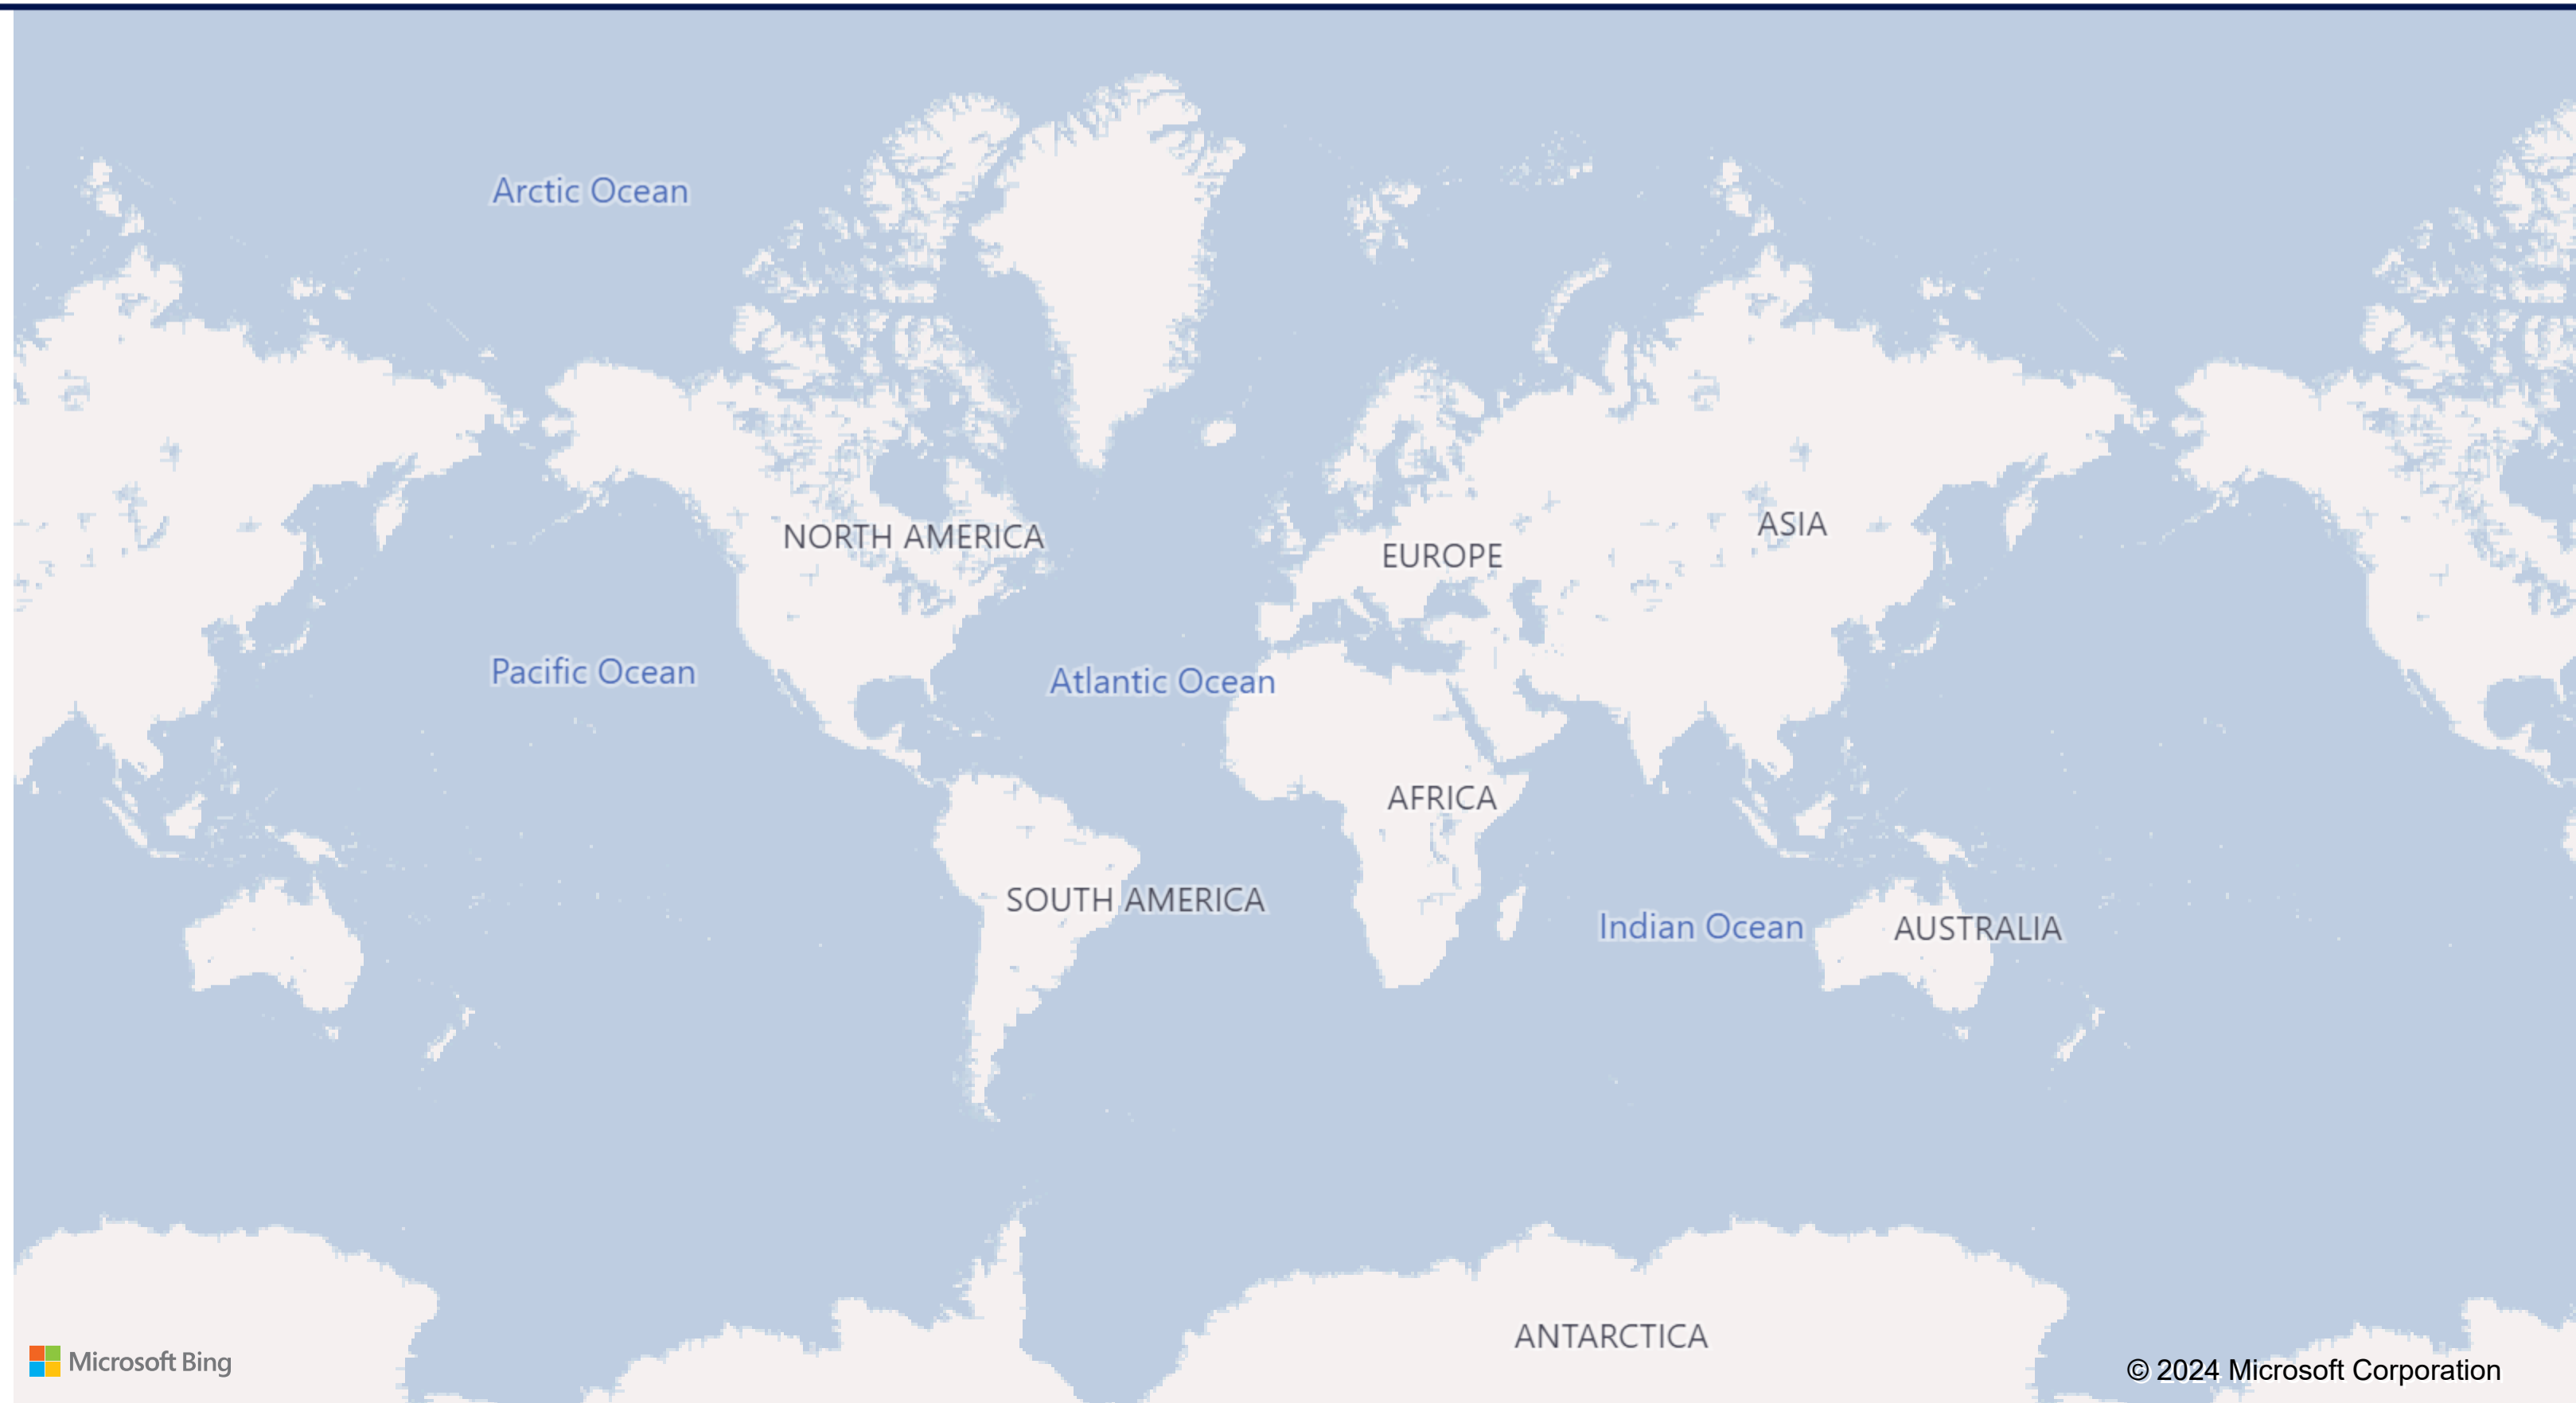 Arctic Ocean
NORTH AMERICA
EUROPE
ASIA
Pacific Ocean
Atlantic Ocean
AFRICA
SOUTH AMERICA
Indian Ocean
AUSTRALIA
ANTARCTICA
Microsoft Bing
© 2024 Microsoft Corporation